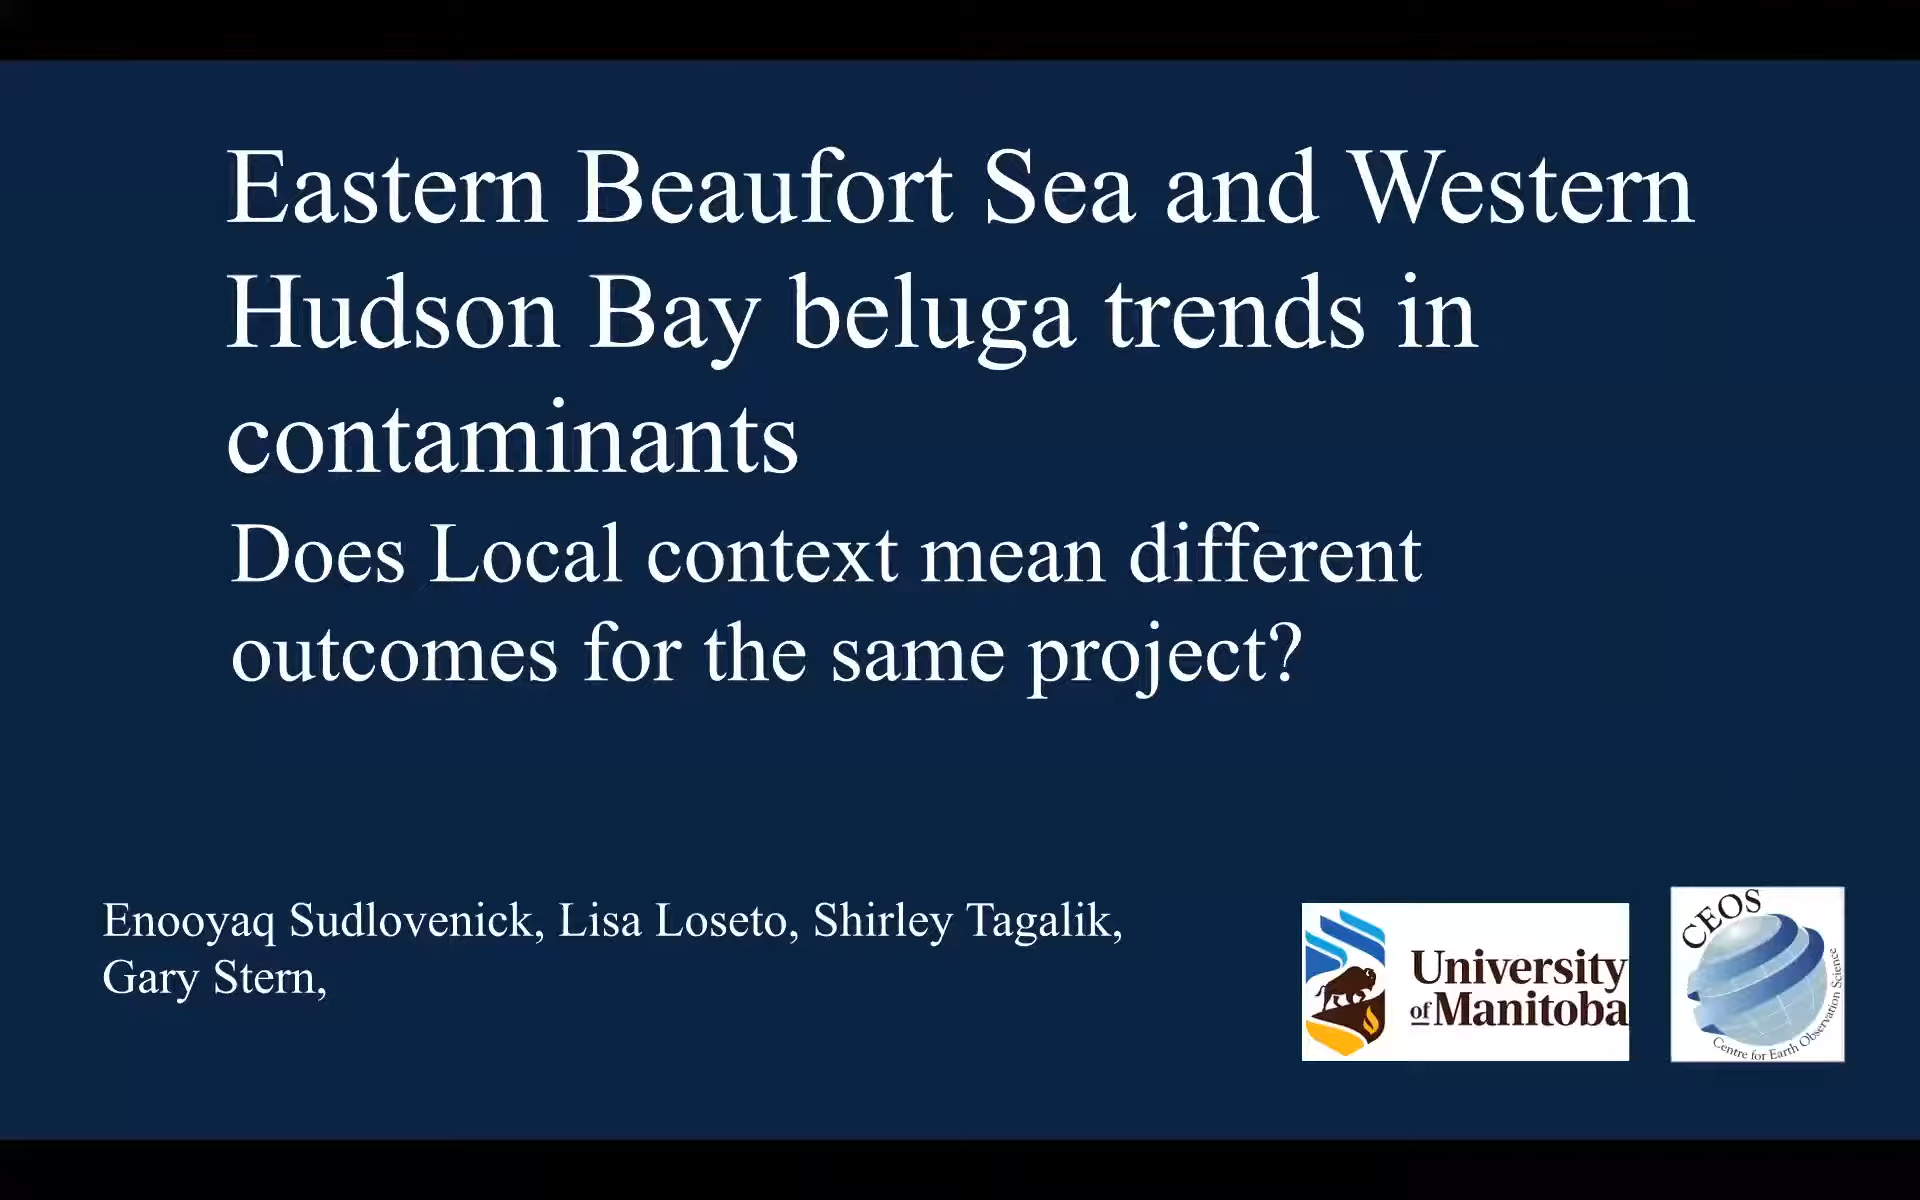 Eastern Beaufort Sea and Western
Hudson Bay beluga trends in
contaminants
Does Local context mean different
outcomes for the same project?
Enooyaq Sudlovenick, Lisa Loseto, Shirley Tagalik,
Gary Stern,
University
of Manitoba
CEOS
Centre for Earth Observation Science